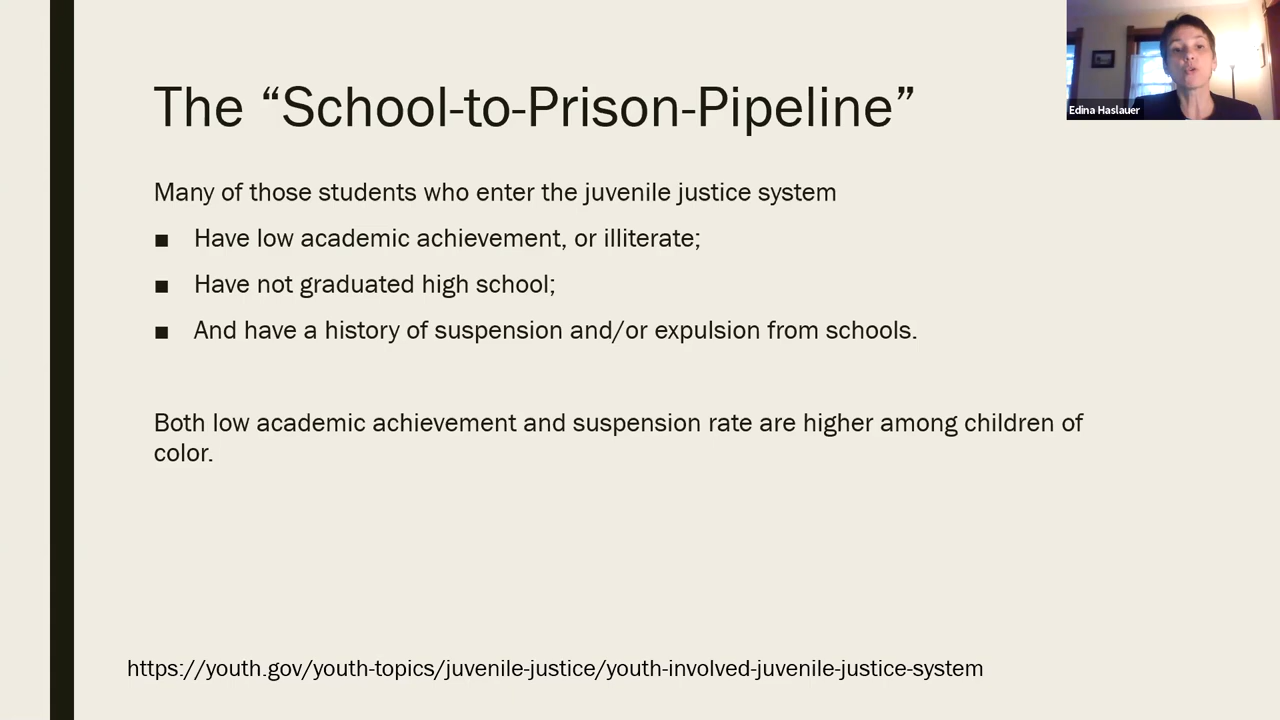 The “School-to-Prison-Pipeline”
Edina Haslauer
Many of those students who enter the juvenile justice system
■ Have low academic achievement, or illiterate;
■ Have not graduated high school;
■ And have a history of suspension and/or expulsion from schools.
Both low academic achievement and suspension rate are higher among children of
color.
https://youth.gov/youth-topics/juvenile-justice/youth-involved-juvenile-justice-system